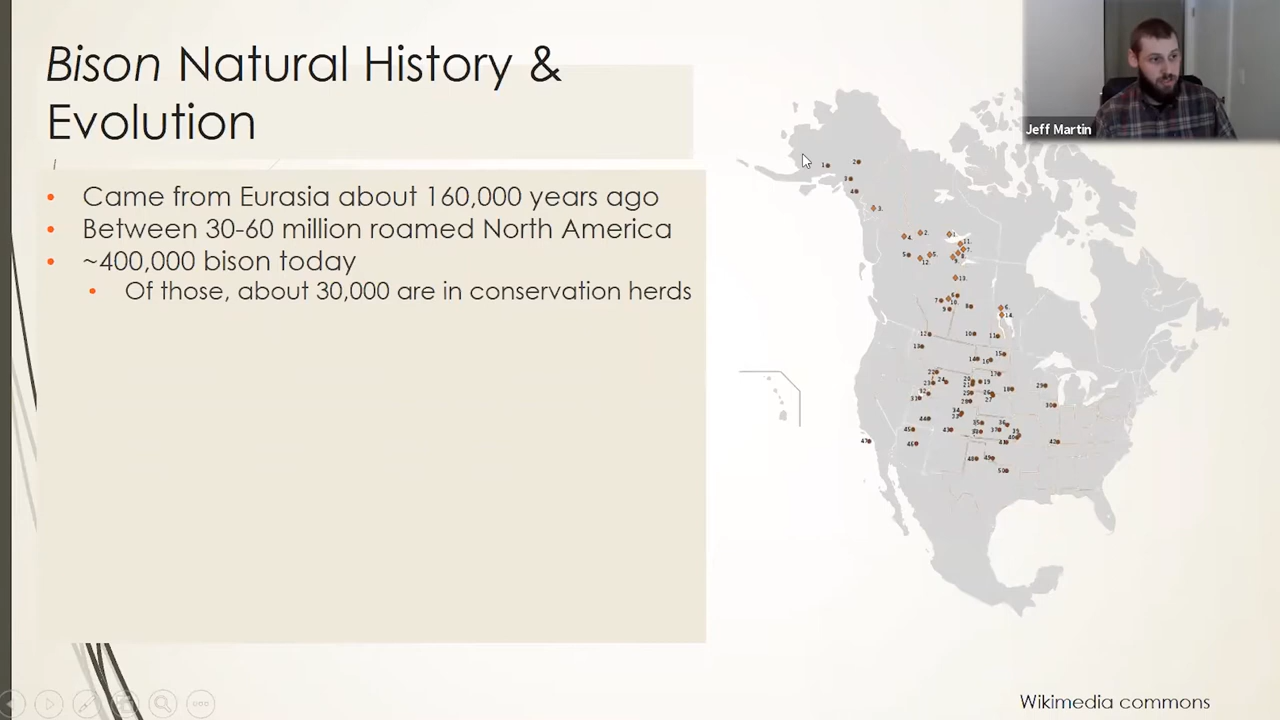 Bison Natural History &
Evolution
Jeff Martin
Came from Eurasia about 160,000 years ago
Between 30-60 million roamed North America
~400,000 bison today
Of those, about 30,000 are in conservation herds
Wikimedia commons